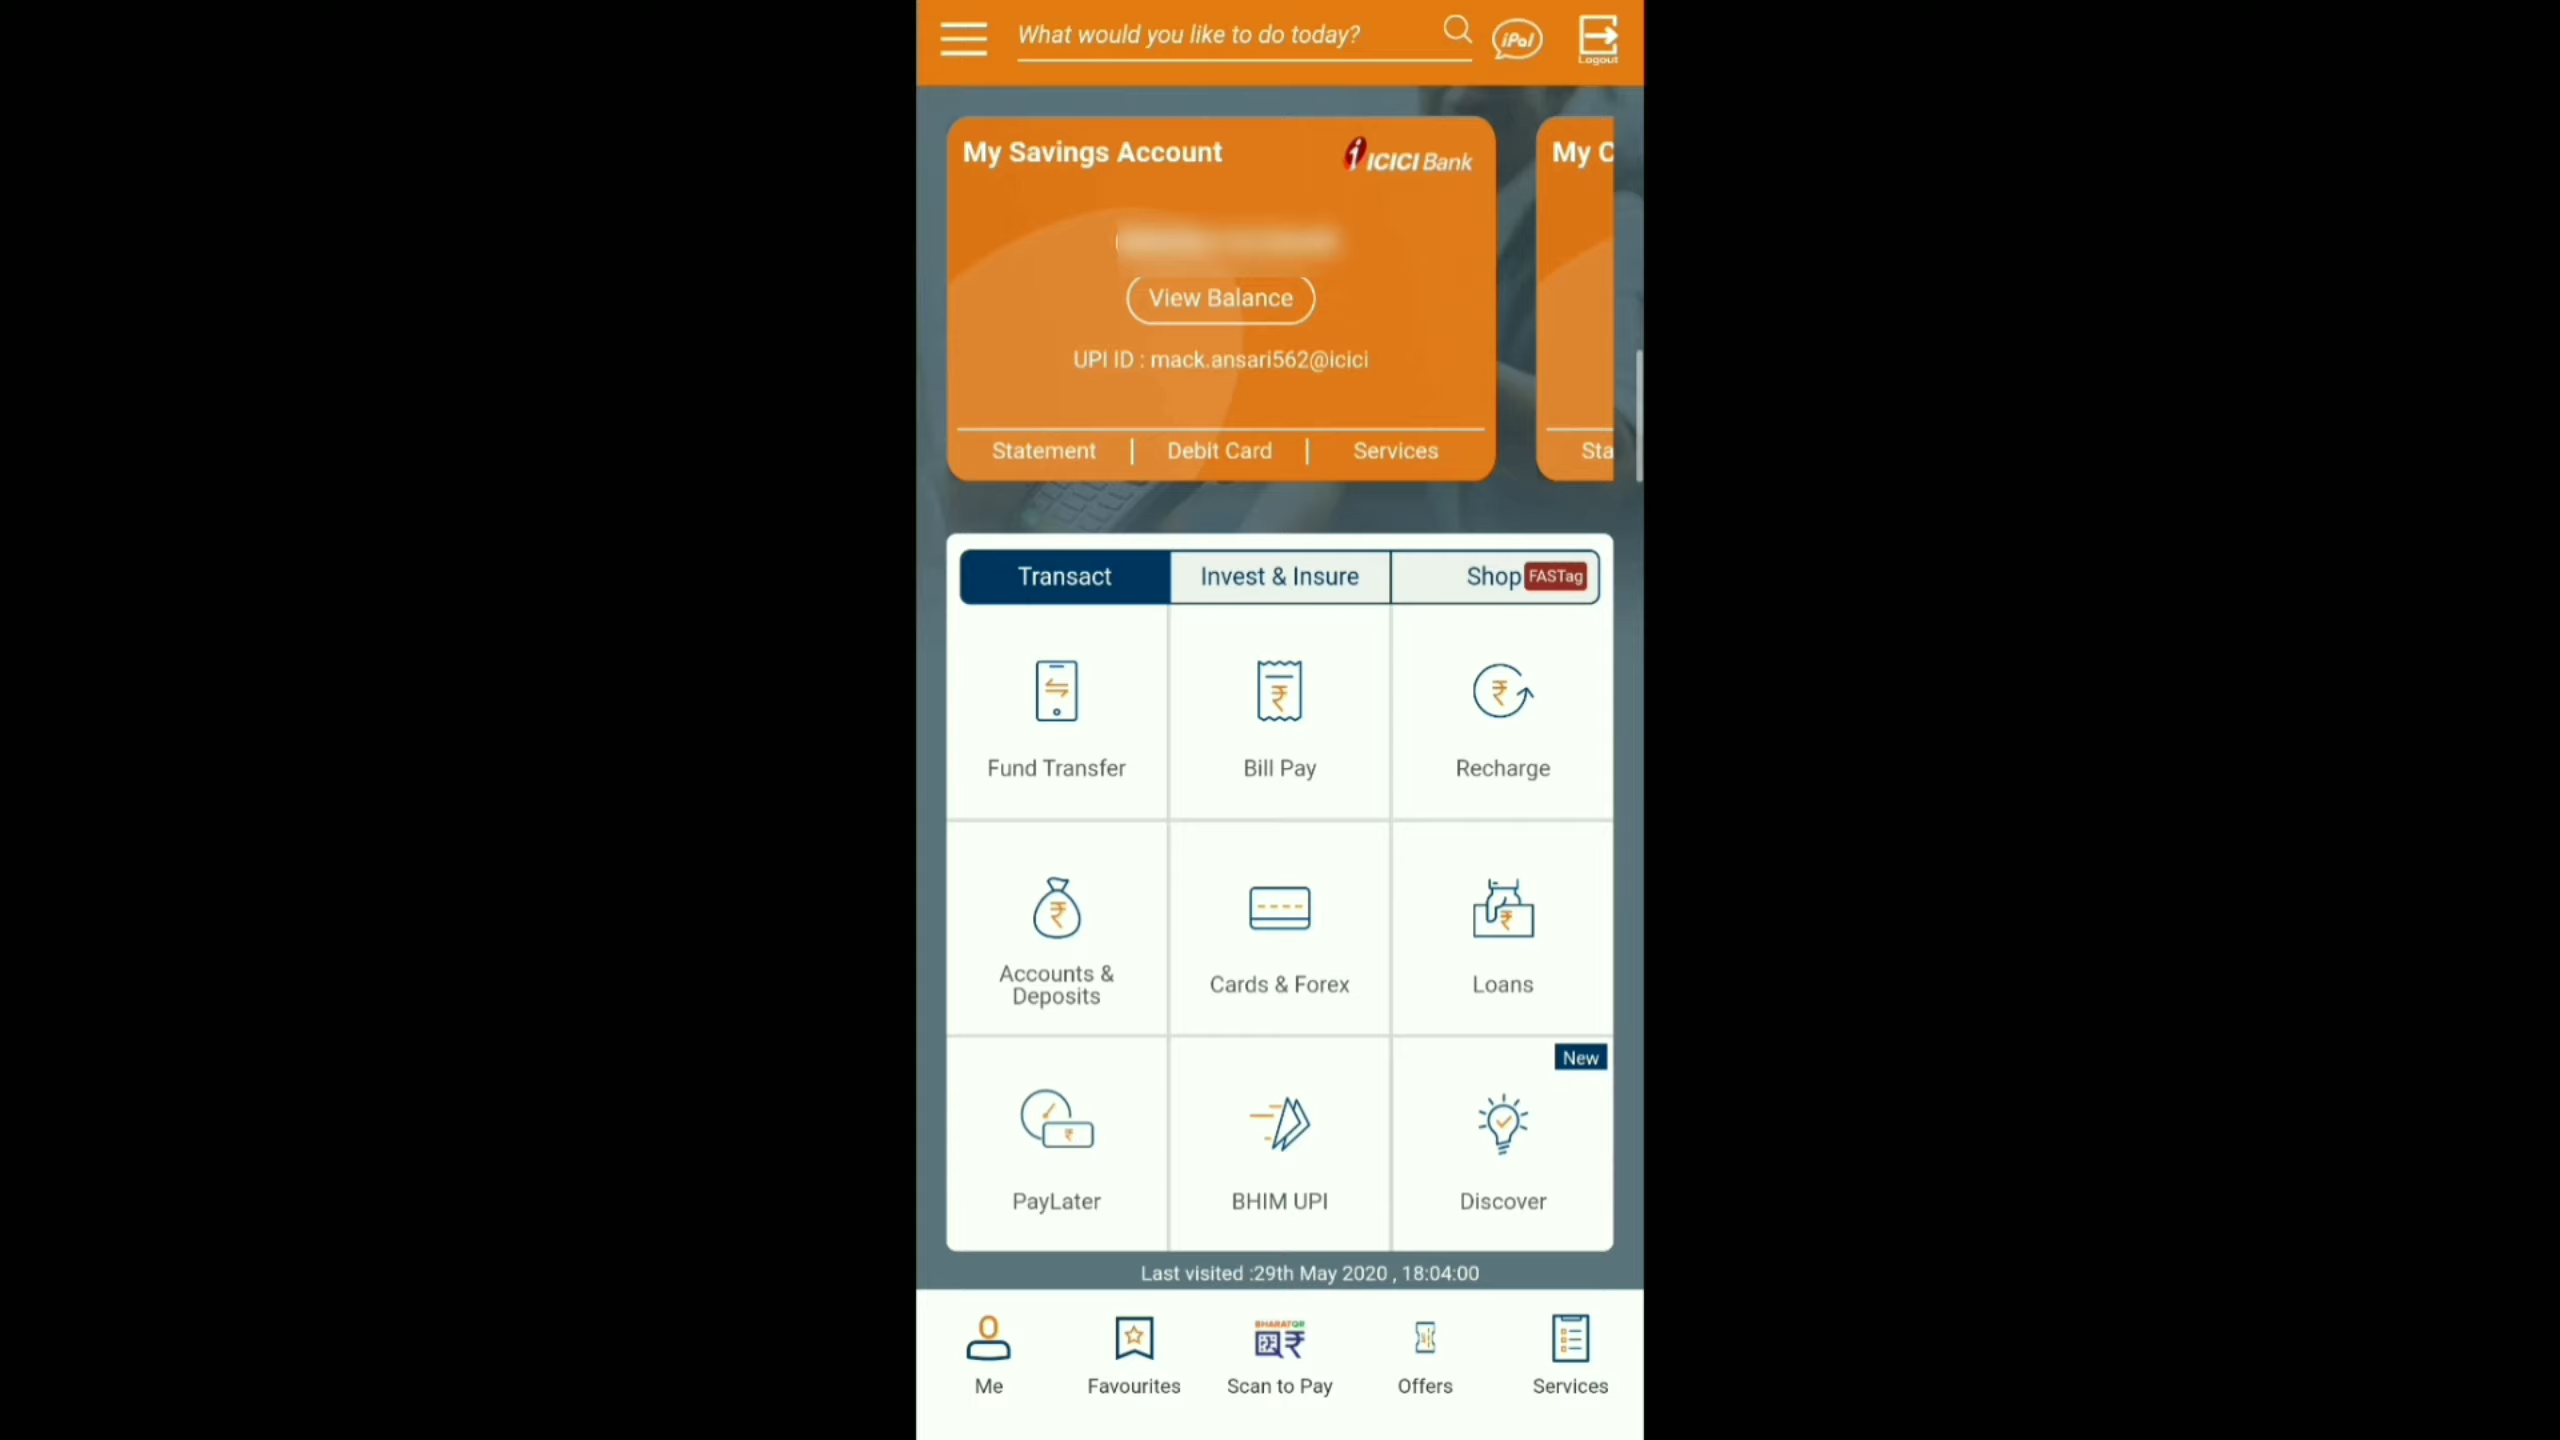 What would you like to do today?
iPal
Logout
My Savings Account
ICICI Bank
My C
View Balance
UPI ID : mack.ansari562@icici
Statement | Debit Card | Services
Sta
Transact
Invest & Insure
Shop FASTag
Fund Transfer
Bill Pay
Recharge
Accounts &
Deposits
Cards & Forex
Loans
New
PayLater
BHIM UPI
Discover
Last visited :29th May 2020 , 18:04:00
BHARATQR
Me
Favourites
Scan to Pay
Offers
Services